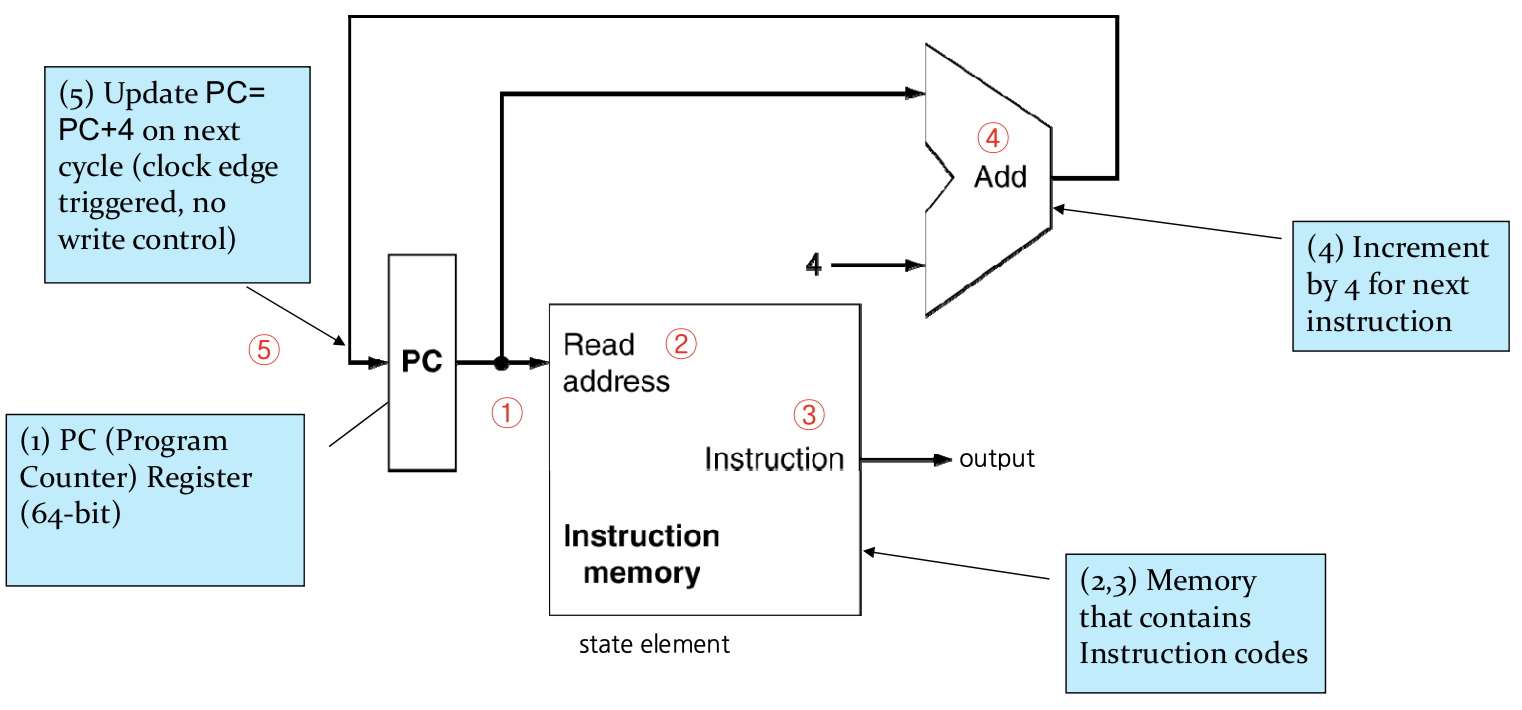 (5) Update PC=
PC+4 on next
cycle (clock edge
triggered, no
write control)
④
Add
(4) Increment
by 4 for next
instruction
4
⑤
PC
①
Read ②
address
③
Instruction
output
Instruction
memory
state element
(1) PC (Program
Counter) Register
(64-bit)
(2,3) Memory
that contains
Instruction codes